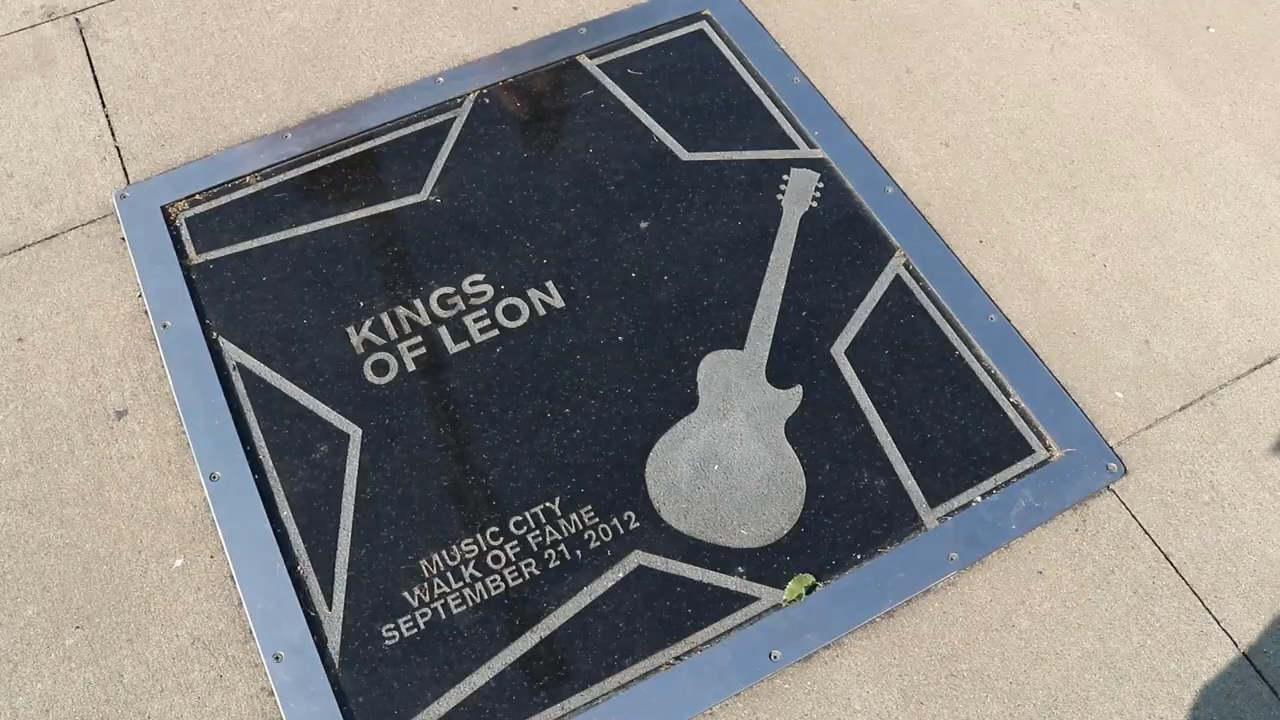 KINGS
OF LEON
MUSIC CITY
WALK OF FAME
SEPTEMBER 21, 2012